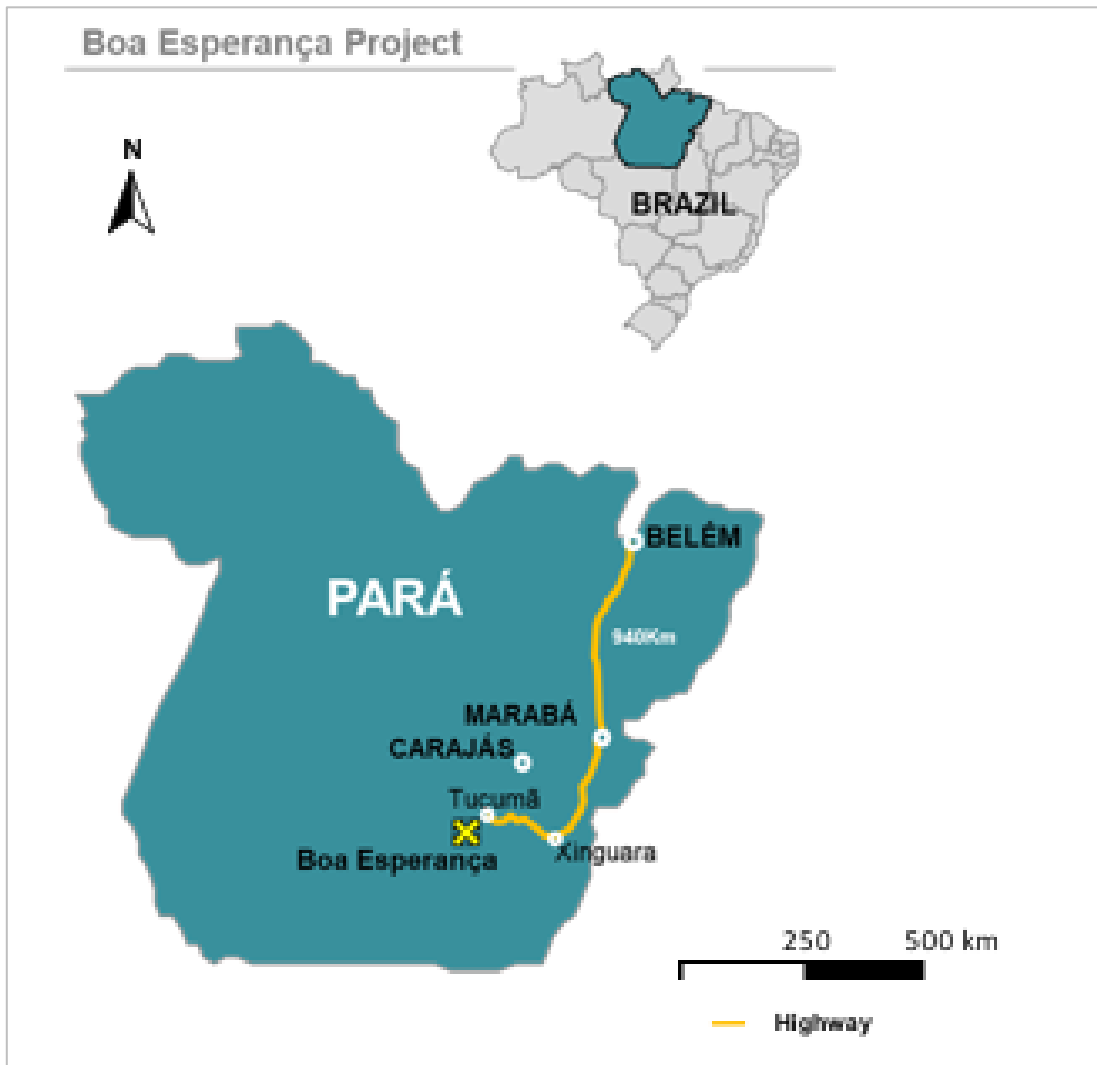 Boa Esperança Project
N
BRAZIL
BELÉM
PARÁ
940Km
MARABÁ
CARAJÁS
Tucumã
Boa Esperança
Xinguara
250 500 km
Highway